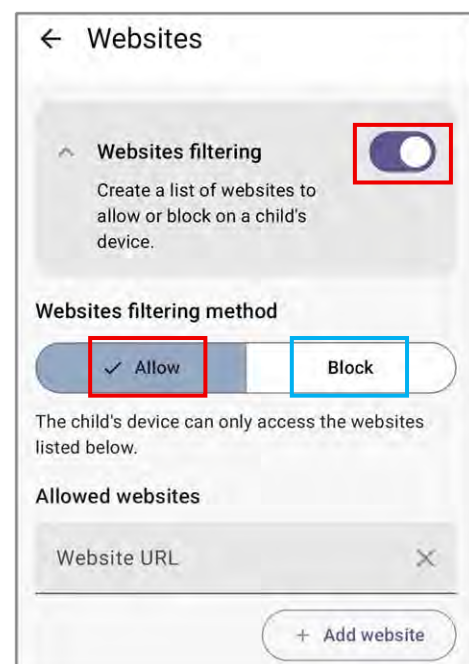 Websites
Websites filtering
Create a list of websites to
allow or block on a child's
device.
Websites filtering method
Allow
Block
The child's device can only access the websites
listed below.
Allowed websites
Website URL
+ Add website